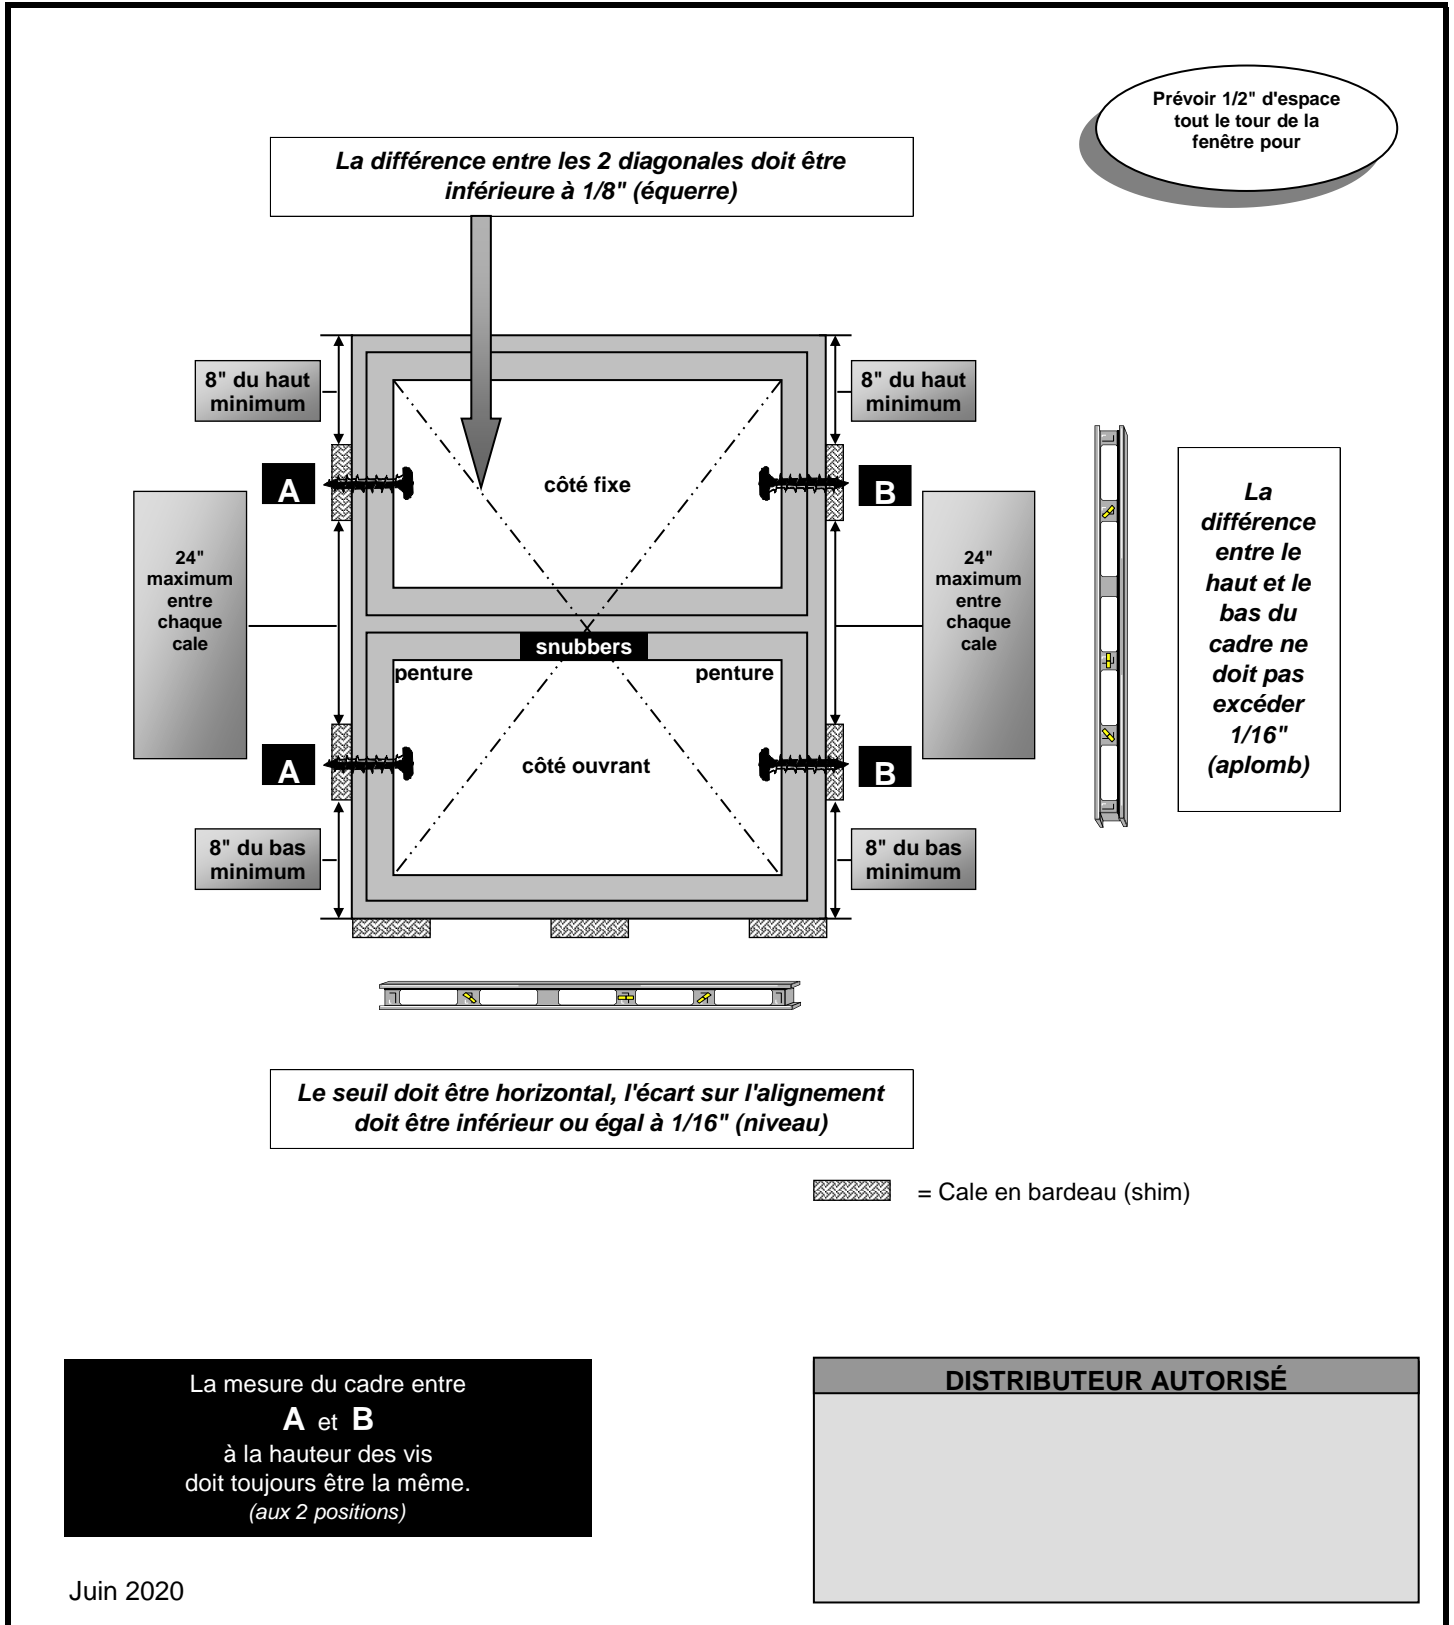 Prévoir 1/2" d'espace
tout le tour de la
fenêtre pour
La différence entre les 2 diagonales doit être
inférieure à 1/8" (équerre)
8" du haut
minimum
8" du haut
minimum
A
côté fixe
B
24"
maximum
entre
chaque
cale
24"
maximum
entre
chaque
cale
La
différence
entre le
haut et le
bas du
cadre ne
doit pas
excéder
1/16"
(aplomb)
snubbers
penture
penture
A
côté ouvrant
B
8" du bas
minimum
8" du bas
minimum
Le seuil doit être horizontal, l'écart sur l'alignement
doit être inférieur ou égal à 1/16" (niveau)
= Cale en bardeau (shim)
La mesure du cadre entre
A et B
à la hauteur des vis
doit toujours être la même.
(aux 2 positions)
DISTRIBUTEUR AUTORISÉ
Juin 2020